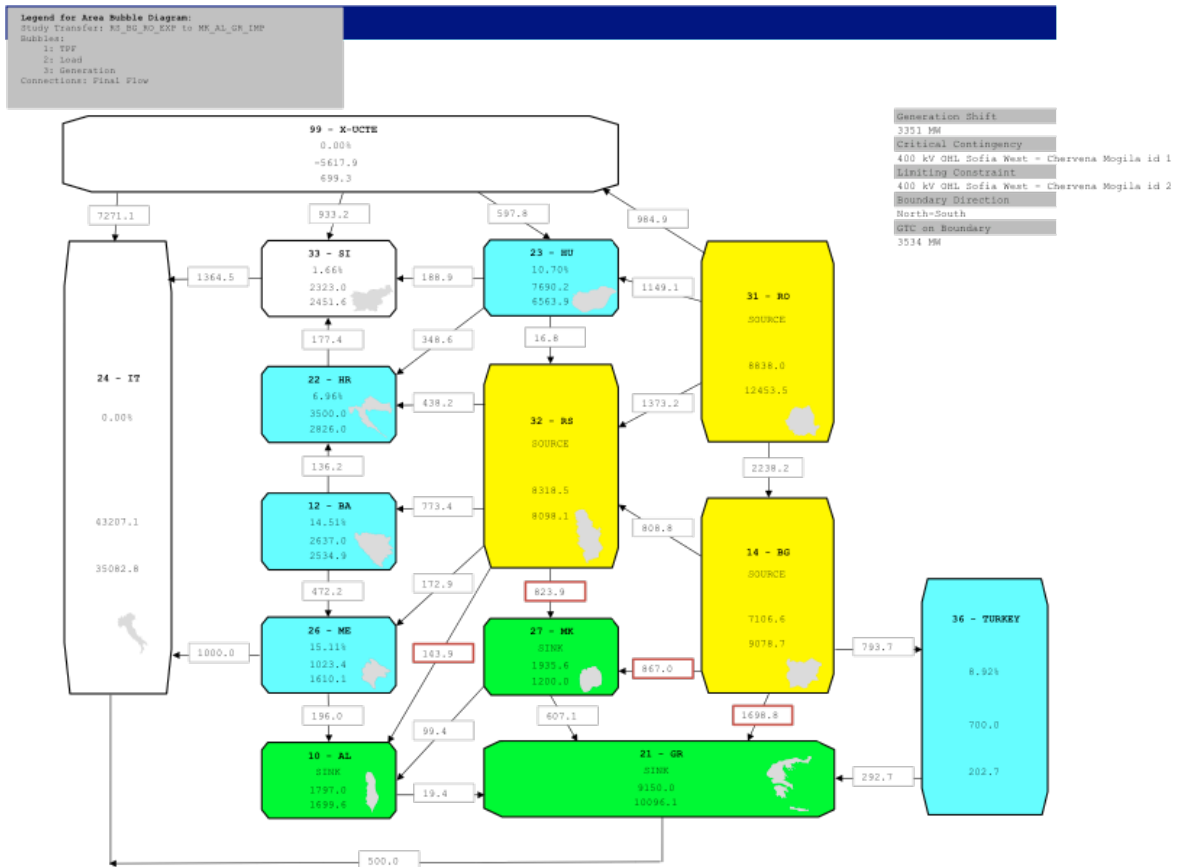 Legend for Area Bubble Diagram:
Study Transfer: RS_BG_RO_EXP to MK_AL_GR_IMP
Bubbles:
1: TPF
2: Load
3: Generation
Connections: Final Flow
Generation Shift
3351 MW
Critical Contingency
400 kV OHL Sofia West - Chervena Mogila id 1
Limiting Constraint
400 kV OHL Sofia West - Chervena Mogila id 2
Boundary Direction
North-South
GTC on Boundary
3534 MW
99 - X-UCTE
0.00%
-5617.9
699.3
7271.1
933.2
597.8
984.9
33 - SI
1.66%
2323.0
2451.6
1364.5
188.9
23 - HU
10.70%
7690.2
6563.9
1149.1
31 - RO
SOURCE
8838.0
12453.5
177.4
348.6
16.8
24 - IT
0.00%
43207.1
35082.8
22 - HR
6.96%
3500.0
2826.0
438.2
1373.2
32 - RS
SOURCE
8318.5
8098.1
136.2
2238.2
12 - BA
14.51%
2637.0
2534.9
773.4
808.8
14 - BG
SOURCE
7106.6
9078.7
472.2
172.9
823.9
26 - ME
15.11%
1023.4
1610.1
1000.0
143.9
27 - MK
SINK
1935.6
1200.0
867.0
793.7
36 - TURKEY
8.92%
700.0
202.7
196.0
99.4
607.1
1698.8
10 - AL
SINK
1797.0
1699.6
19.4
21 - GR
SINK
9150.0
10096.1
292.7
500.0